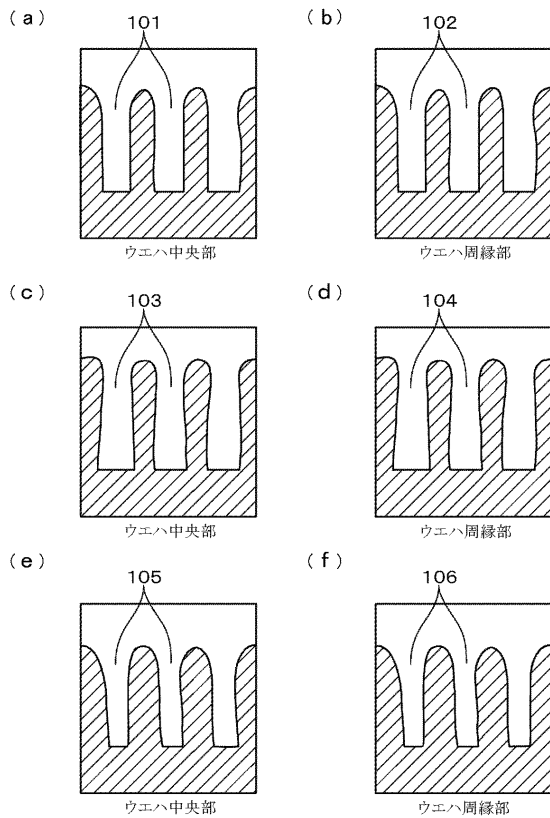 (a) 101 (b) 102
ウエハ中央部 ウエハ周縁部
(c) 103 (d) 104
ウエハ中央部 ウエハ周縁部
(e) 105 (f) 106
ウエハ中央部 ウエハ周縁部